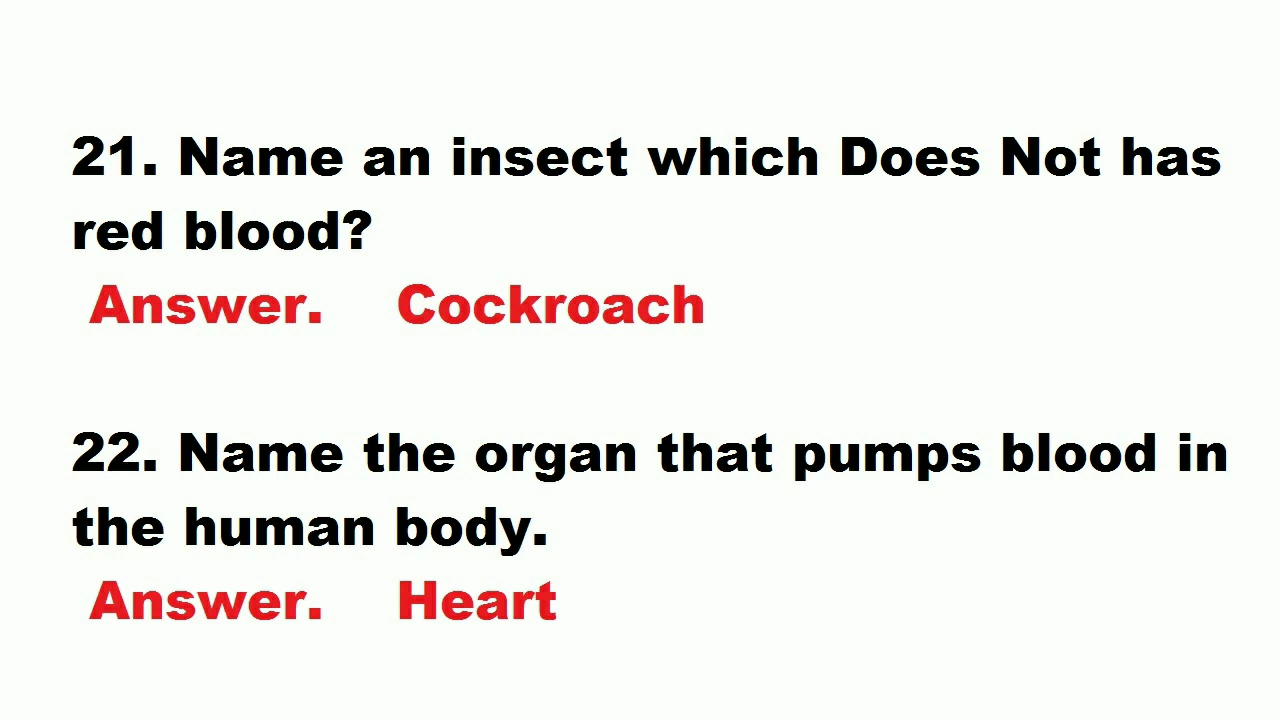 21. Name an insect which Does Not has
red blood?
Answer. Cockroach
22. Name the organ that pumps blood in
the human body.
Answer. Heart